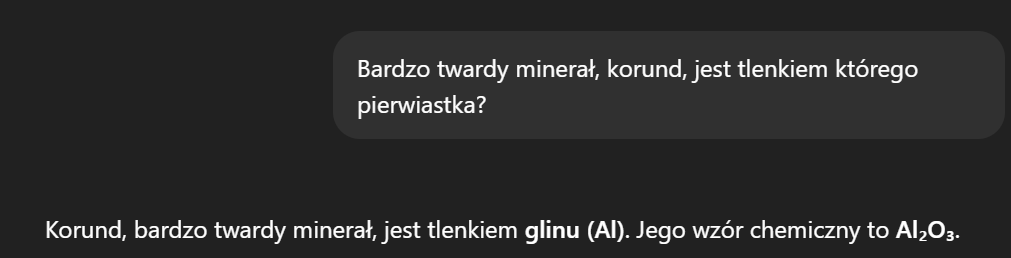 Bardzo twardy minerał, korund, jest tlenkiem którego
pierwiastka?
Korund, bardzo twardy minerał, jest tlenkiem glinu (Al). Jego wzór chemiczny to Al₂O₃.